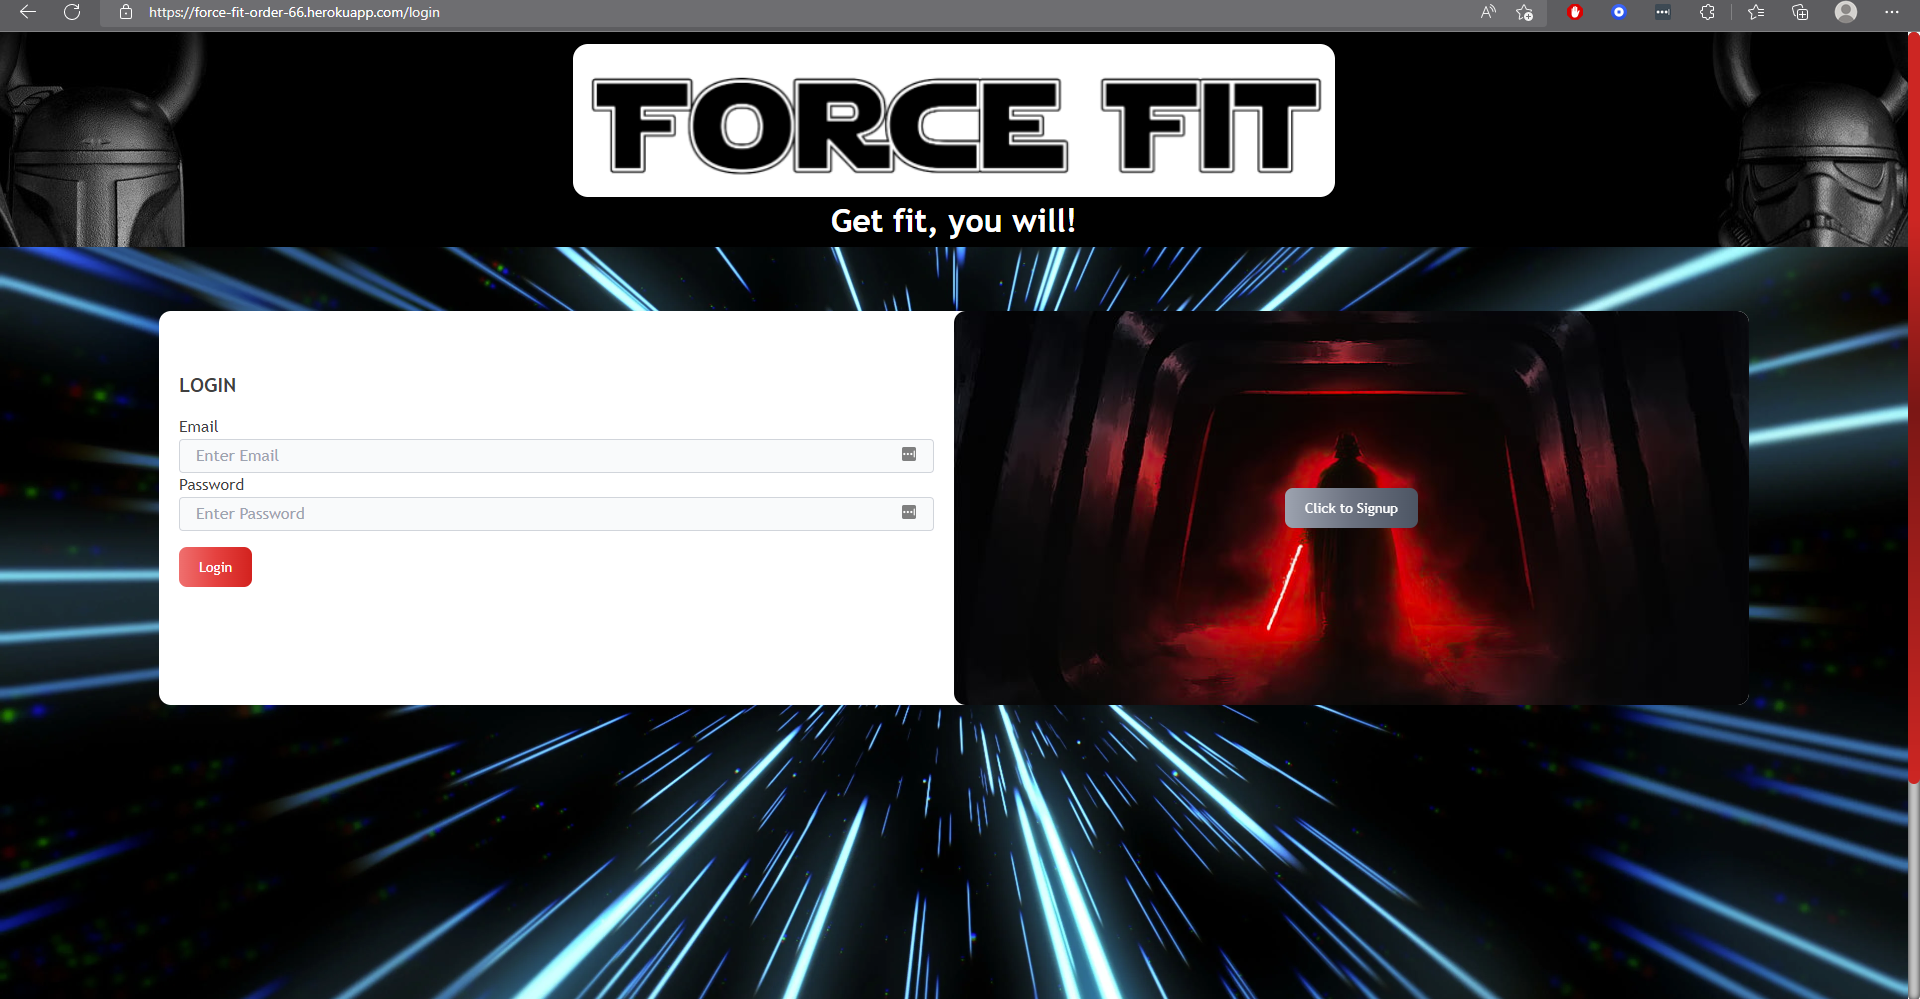 https://force-fit-order-66.herokuapp.com/login
FORCE FIT
Get fit, you will!
LOGIN
Email
Enter Email
Password
Enter Password
Login
Click to Signup